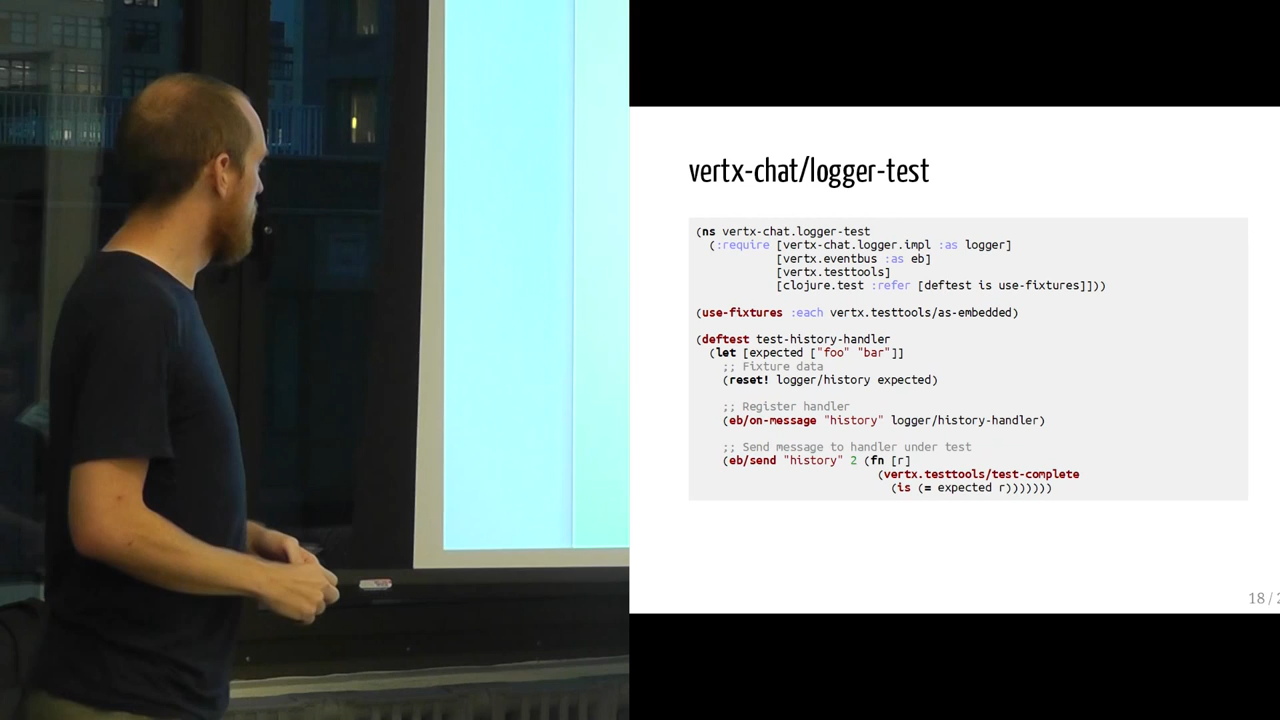 vertx-chat/logger-test
(ns vertx-chat.logger-test
(:require [vertx-chat.logger.impl :as logger]
[vertx.eventbus :as eb]
[vertx.testtools]
[clojure.test :refer [deftest is use-fixtures]]))
(use-fixtures :each vertx.testtools/as-embedded)
(deftest test-history-handler
(let [expected ["foo" "bar"]]
;; Fixture data
(reset! logger/history expected)
;; Register handler
(eb/on-message "history" logger/history-handler)
;; Send message to handler under test
(eb/send "history" 2 (fn [r]
(vertx.testtools/test-complete
(is (= expected r)))))))
18 / 2